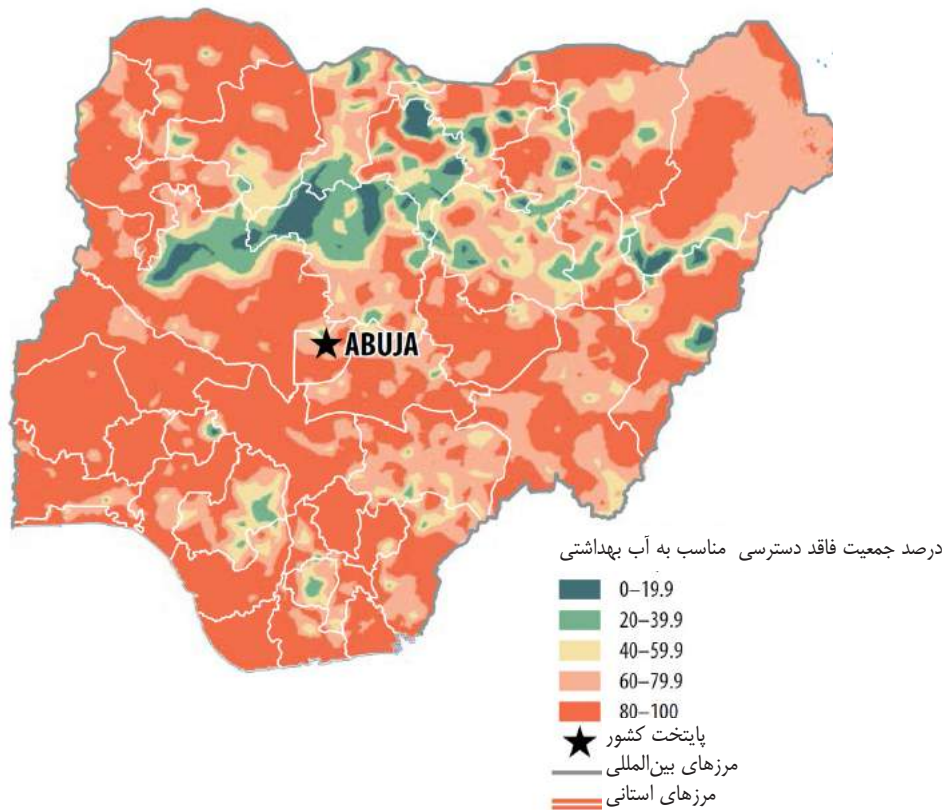 ABUJA
درصد جمعیت فاقد دسترسی مناسب به آب بهداشتی
0–19.9
20–39.9
40–59.9
60–79.9
80–100
پایتخت کشور
مرزهای بین‌المللی
مرزهای استانی